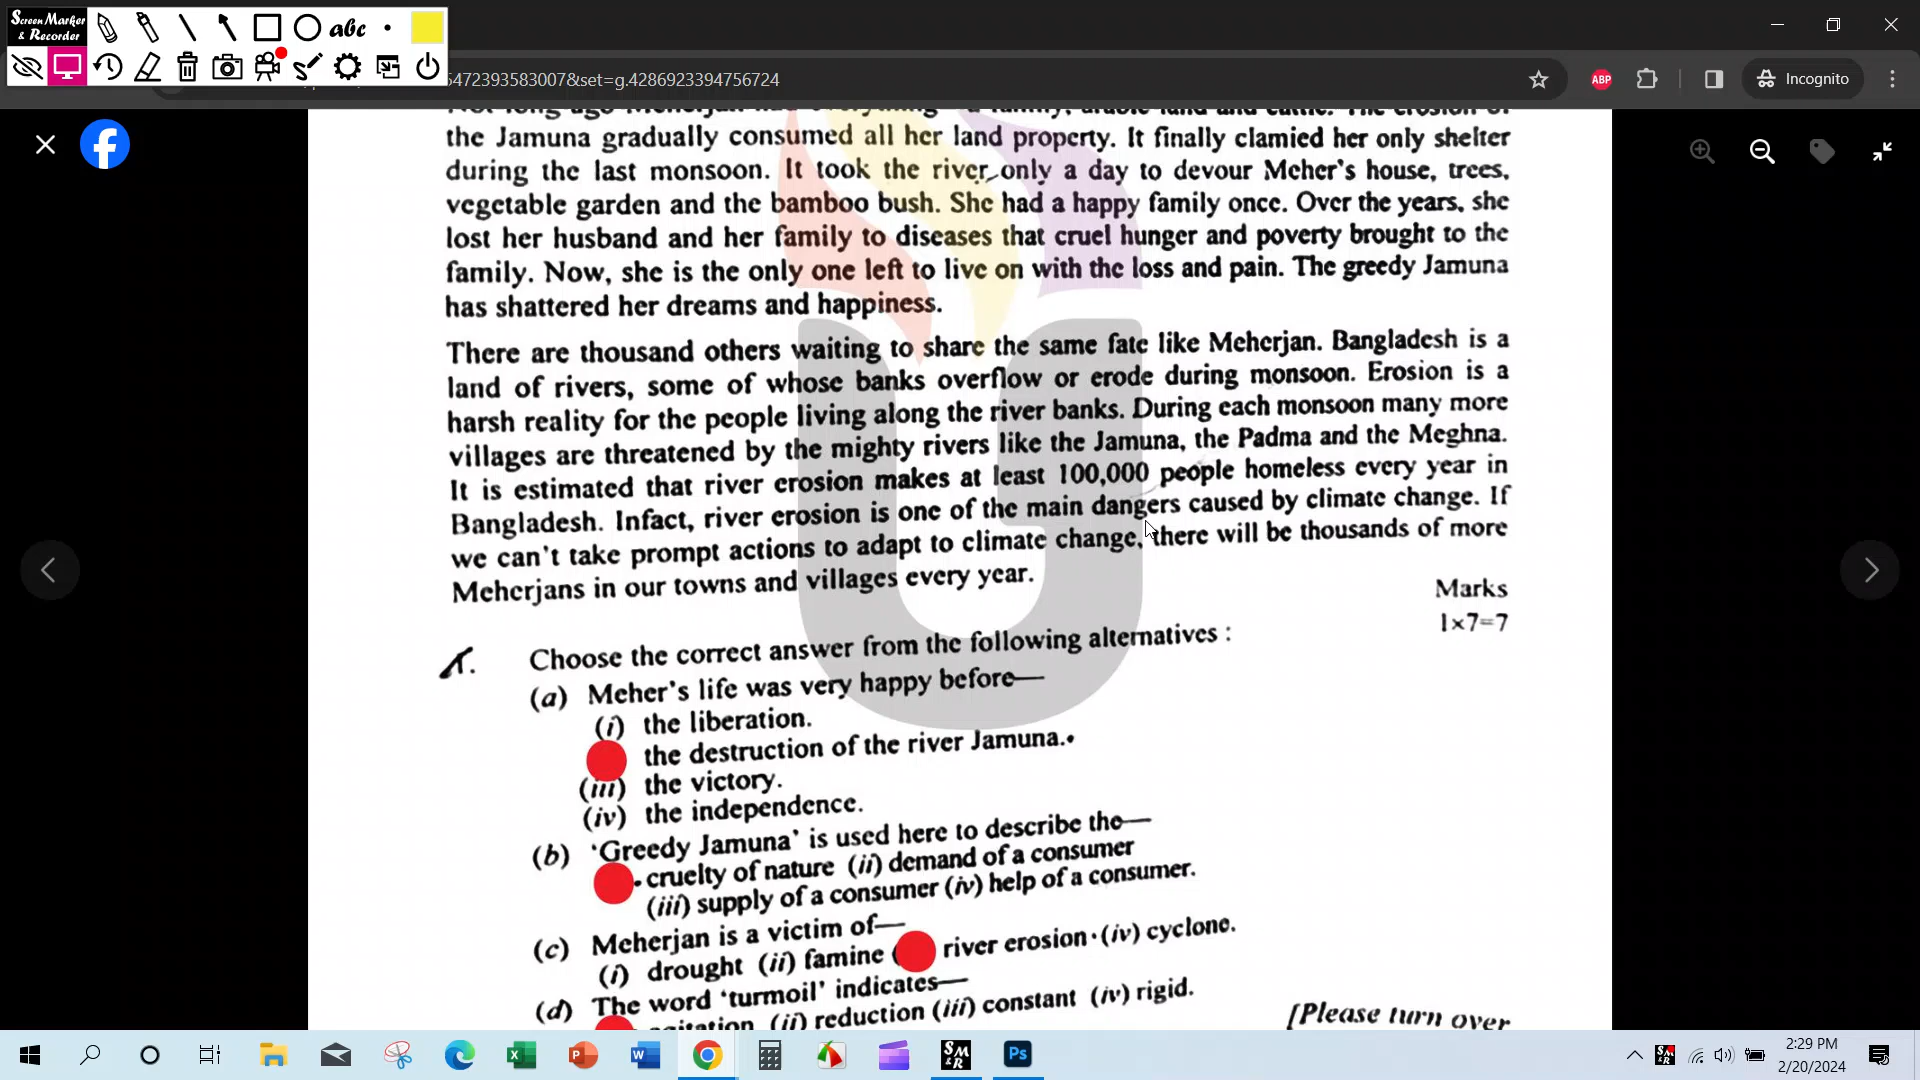 Screen Marker
& Recorder
abc
6472393583007&set=g.4286923394756724
ABP
Incognito
the Jamuna gradually consumed all her land property. It finally clamied her only shelter
during the last monsoon. It took the river only a day to devour Meher's house, trees,
vegetable garden and the bamboo bush. She had a happy family once. Over the years, she
lost her husband and her family to diseases that cruel hunger and poverty brought to the
family. Now, she is the only one left to live on with the loss and pain. The greedy Jamuna
has shattered her dreams and happiness.
There are thousand others waiting to share the same fate like Meherjan. Bangladesh is a
land of rivers, some of whose banks overflow or erode during monsoon. Erosion is a
harsh reality for the people living along the river banks. During each monsoon many more
villages are threatened by the mighty rivers like the Jamuna, the Padma and the Meghna.
It is estimated that river erosion makes at least 100,000 people homeless every year in
Bangladesh. Infact, river erosion is one of the main dangers caused by climate change. If
we can't take prompt actions to adapt to climate change, there will be thousands of more
Meherjans in our towns and villages every year.
Marks
1×7=7
Choose the correct answer from the following alternatives :
(a) Meher's life was very happy before—
(i) the liberation.
the destruction of the river Jamuna.
(iii) the victory.
(iv) the independence.
(b) 'Greedy Jamuna' is used here to describe the—
cruelty of nature (ii) demand of a consumer
(iii) supply of a consumer (iv) help of a consumer.
(c) Meherjan is a victim of—
(i) drought (ii) famine river erosion (iv) cyclone.
(d) The word 'turmoil' indicates—
agitation (ii) reduction (iii) constant (iv) rigid.
[Please turn over
2:29 PM
2/20/2024